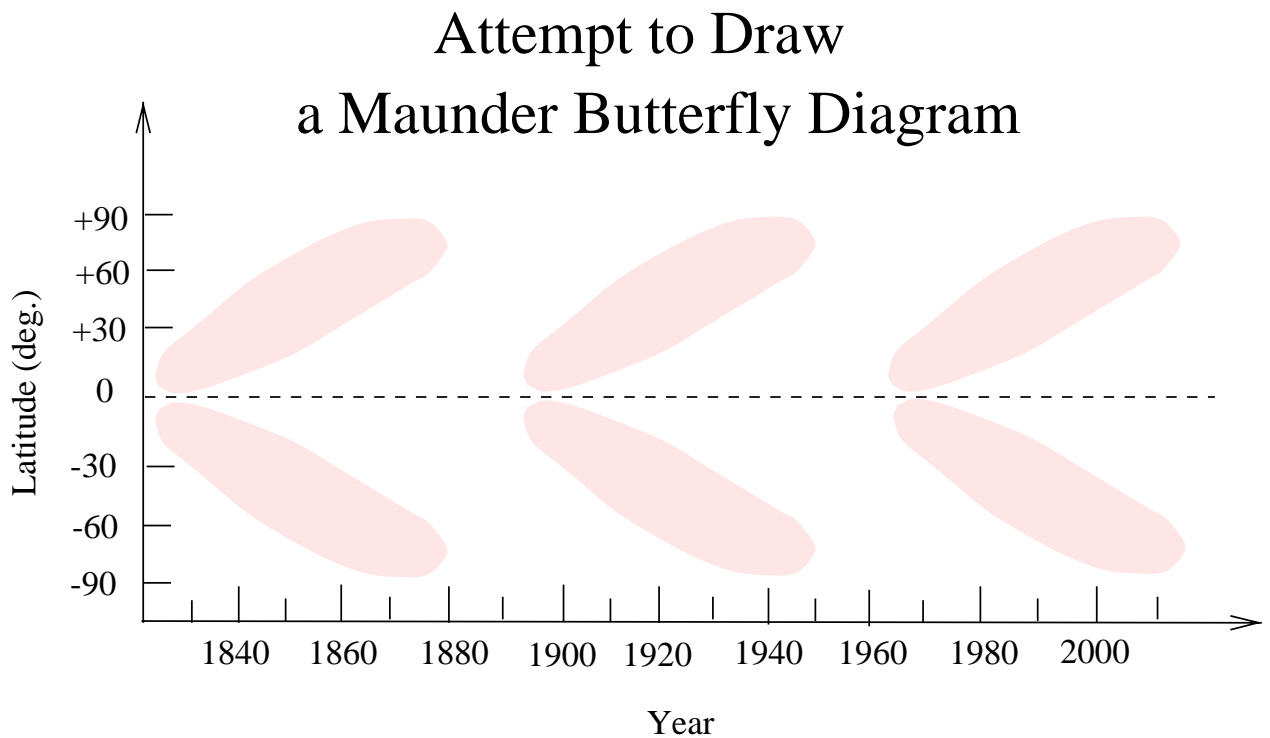 Attempt to Draw
a Maunder Butterfly Diagram
+90
+60
+30
0
-30
-60
-90
Latitude (deg.)
1840 1860 1880 1900 1920 1940 1960 1980 2000
Year